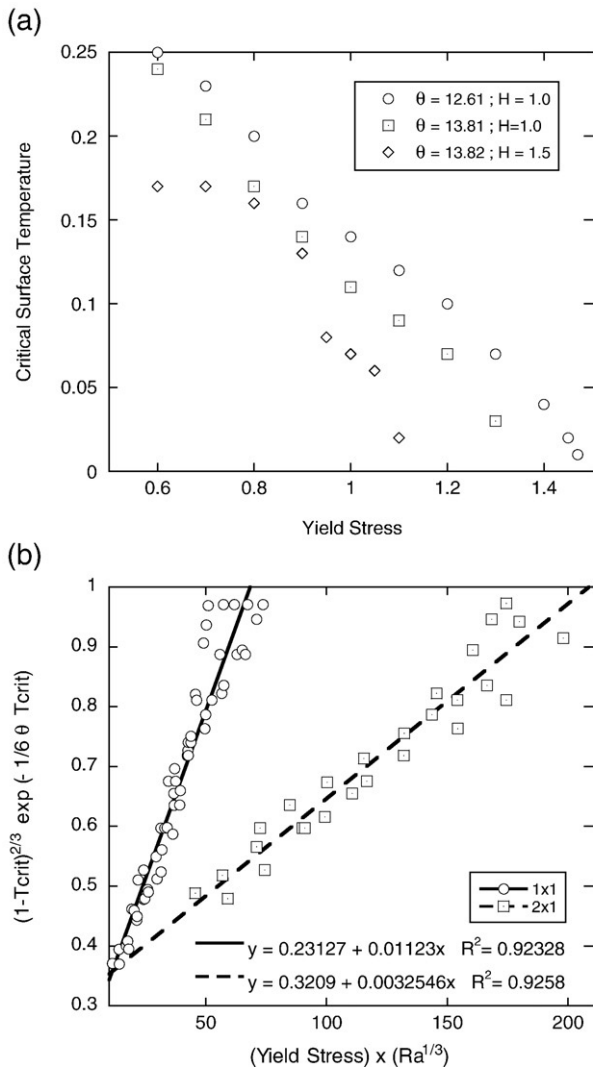 (a)
0.25
0.2
0.15
0.1
0.05
0
Critical Surface Temperature
θ = 12.61 ; H = 1.0
θ = 13.81 ; H=1.0
θ = 13.82 ; H = 1.5
0.6 0.8 1 1.2 1.4
Yield Stress
(b)
1
0.9
0.8
0.7
0.6
0.5
0.4
0.3
(1-Tcrit)^2/3 exp (- 1/6 θ Tcrit)
1x1
2x1
y = 0.23127 + 0.01123x R² = 0.92328
y = 0.3209 + 0.0032546x R² = 0.9258
50 100 150 200
(Yield Stress) x (Ra^1/3)